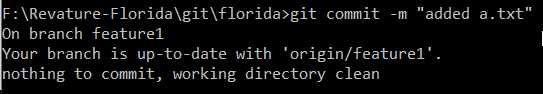 F:\Revature-Florida\git\florida>git commit -m "added a.txt"
On branch feature1
Your branch is up-to-date with 'origin/feature1'.
nothing to commit, working directory clean